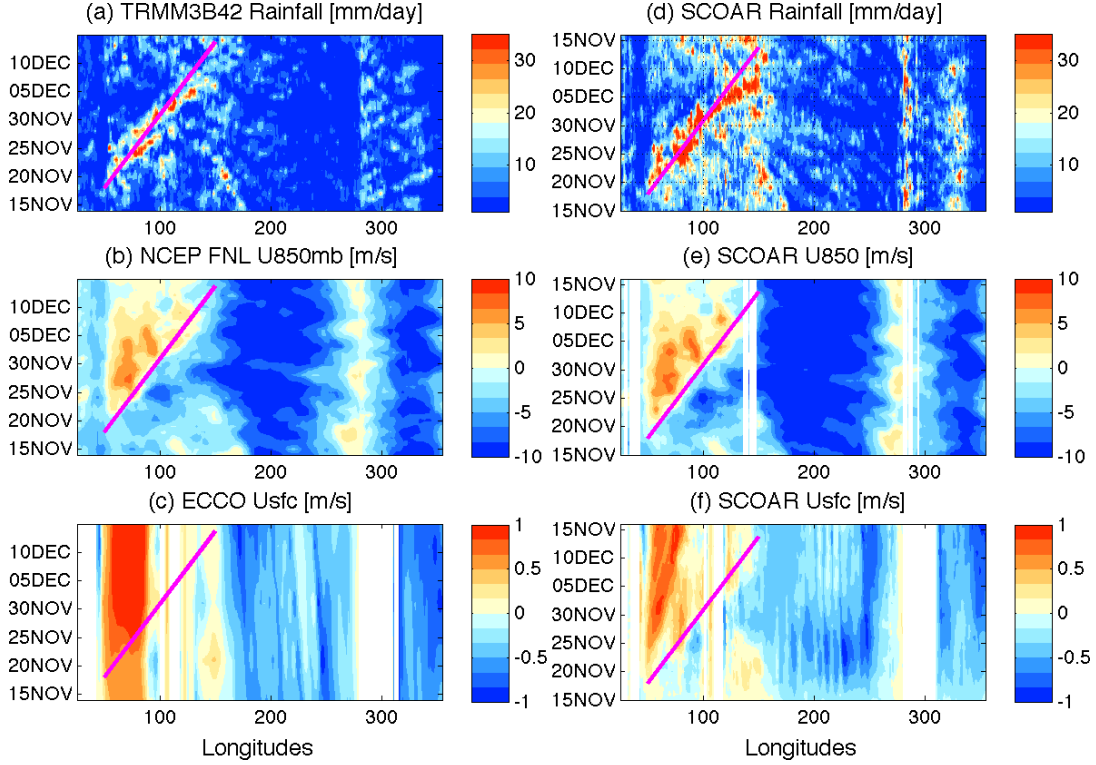 (a) TRMM3B42 Rainfall [mm/day]
10DEC
05DEC
30NOV
25NOV
20NOV
15NOV
100 200 300
30
20
10
(d) SCOAR Rainfall [mm/day]
15NOV
10DEC
05DEC
30NOV
25NOV
20NOV
15NOV
100 200 300
30
20
10
(b) NCEP FNL U850mb [m/s]
10DEC
05DEC
30NOV
25NOV
20NOV
15NOV
100 200 300
10
5
0
-5
-10
(e) SCOAR U850 [m/s]
15NOV
10DEC
05DEC
30NOV
25NOV
20NOV
15NOV
100 200 300
10
5
0
-5
-10
(c) ECCO Usfc [m/s]
10DEC
05DEC
30NOV
25NOV
20NOV
15NOV
100 200 300
Longitudes
1
0.5
0
-0.5
-1
(f) SCOAR Usfc [m/s]
15NOV
10DEC
05DEC
30NOV
25NOV
20NOV
15NOV
100 200 300
Longitudes
1
0.5
0
-0.5
-1